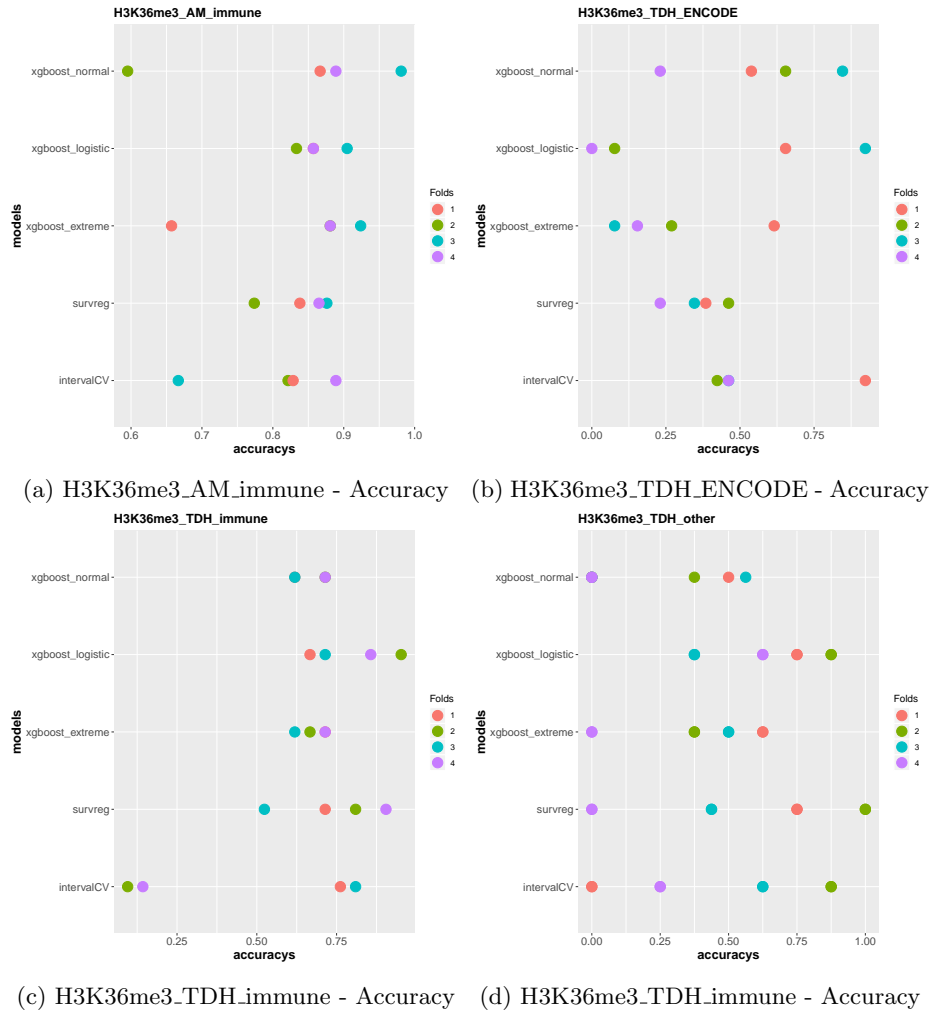 H3K36me3_AM_immune
xgboost_normal
xgboost_logistic
xgboost_extreme
survreg
intervalCV
models
0.6 0.7 0.8 0.9 1.0
accuracys
Folds
1
2
3
4
(a) H3K36me3_AM_immune - Accuracy
H3K36me3_TDH_ENCODE
xgboost_normal
xgboost_logistic
xgboost_extreme
survreg
intervalCV
models
0.00 0.25 0.50 0.75
accuracys
Folds
1
2
3
4
(b) H3K36me3_TDH_ENCODE - Accuracy
H3K36me3_TDH_immune
xgboost_normal
xgboost_logistic
xgboost_extreme
survreg
intervalCV
models
0.25 0.50 0.75
accuracys
Folds
1
2
3
4
(c) H3K36me3_TDH_immune - Accuracy
H3K36me3_TDH_other
xgboost_normal
xgboost_logistic
xgboost_extreme
survreg
intervalCV
models
0.00 0.25 0.50 0.75 1.00
accuracys
Folds
1
2
3
4
(d) H3K36me3_TDH_immune - Accuracy